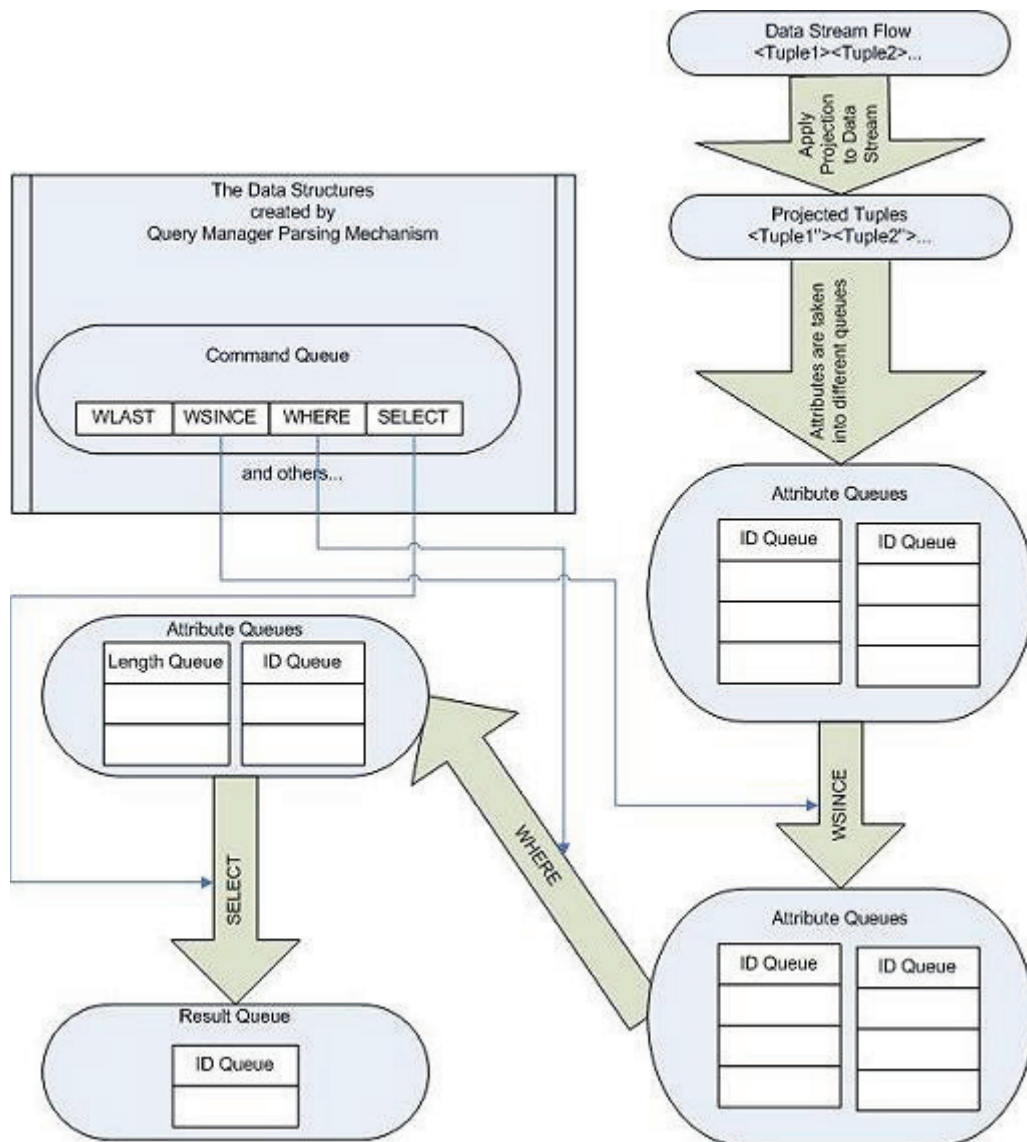 Data Stream Flow
<Tuple1><Tuple2>...
Apply
Projection
to Data
Stream
Projected Tuples
<Tuple1"><Tuple2">...
Attributes are taken
into different queues
The Data Structures
created by
Query Manager Parsing Mechanism
Command Queue
WLAST WSINCE WHERE SELECT
and others...
Attribute Queues
ID Queue ID Queue
WSINCE
Attribute Queues
ID Queue ID Queue
WHERE
Attribute Queues
Length Queue ID Queue
SELECT
Result Queue
ID Queue